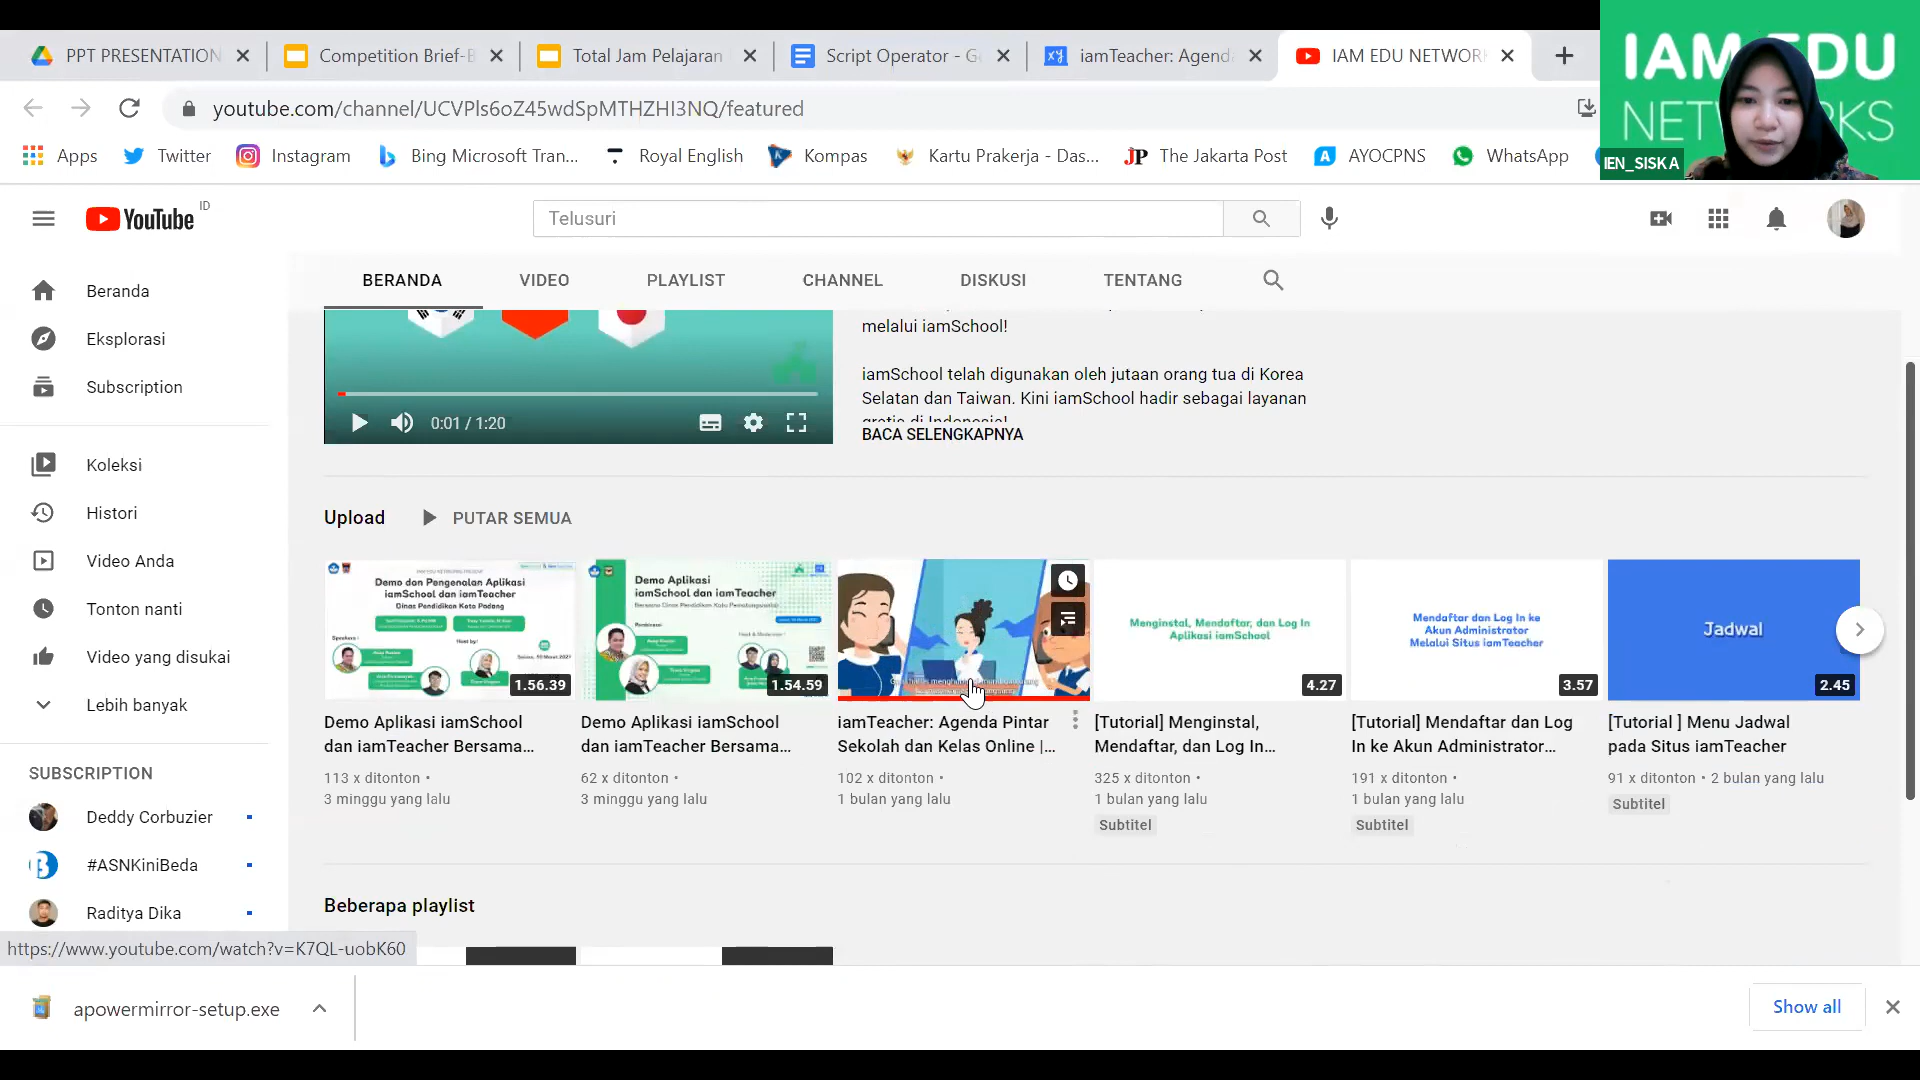 PPT PRESENTATION
Competition Brief-B
Total Jam Pelajaran
Script Operator - G
iamTeacher: Agenda
IAM EDU NETWOR
youtube.com/channel/UCVPls6oZ45wdSpMTHZHI3NQ/featured
Apps
Twitter
Instagram
Bing Microsoft Tran...
Royal English
Kompas
Kartu Prakerja - Das...
JP The Jakarta Post
AYOCPNS
WhatsApp
IAM EDU
NETWORKS
IEN_SISKA
YouTube ID
Telusuri
Beranda
Eksplorasi
Subscription
Koleksi
Histori
Video Anda
Tonton nanti
Video yang disukai
Lebih banyak
SUBSCRIPTION
Deddy Corbuzier
#ASNKiniBeda
Raditya Dika
BERANDA
VIDEO
PLAYLIST
CHANNEL
DISKUSI
TENTANG
0:01 / 1:20
melalui iamSchool!
iamSchool telah digunakan oleh jutaan orang tua di Korea
Selatan dan Taiwan. Kini iamSchool hadir sebagai layanan
gratis di Indonesia!
BACA SELENGKAPNYA
Upload
PUTAR SEMUA
Demo dan Pengenalan Aplikasi
iamSchool dan iamTeacher
Dinas Pendidikan Kota Padang
1.56.39
Demo Aplikasi iamSchool
dan iamTeacher Bersama...
113 x ditonton •
3 minggu yang lalu
Demo Aplikasi
iamSchool dan iamTeacher
1.54.59
Demo Aplikasi iamSchool
dan iamTeacher Bersama...
62 x ditonton •
3 minggu yang lalu
iamTeacher: Agenda Pintar
Sekolah dan Kelas Online |...
102 x ditonton •
1 bulan yang lalu
Menginstal, Mendaftar, dan Log In
Aplikasi iamSchool
4.27
[Tutorial] Menginstal,
Mendaftar, dan Log In...
325 x ditonton •
1 bulan yang lalu
Subtitel
Mendaftar dan Log In ke
Akun Administrator
Melalui Situs iamTeacher
3.57
[Tutorial] Mendaftar dan Log
In ke Akun Administrator...
191 x ditonton •
1 bulan yang lalu
Subtitel
Jadwal
2.45
[Tutorial ] Menu Jadwal
pada Situs iamTeacher
91 x ditonton • 2 bulan yang lalu
Subtitel
Beberapa playlist
https://www.youtube.com/watch?v=K7QL-uobK60
apowermirror-setup.exe
Show all